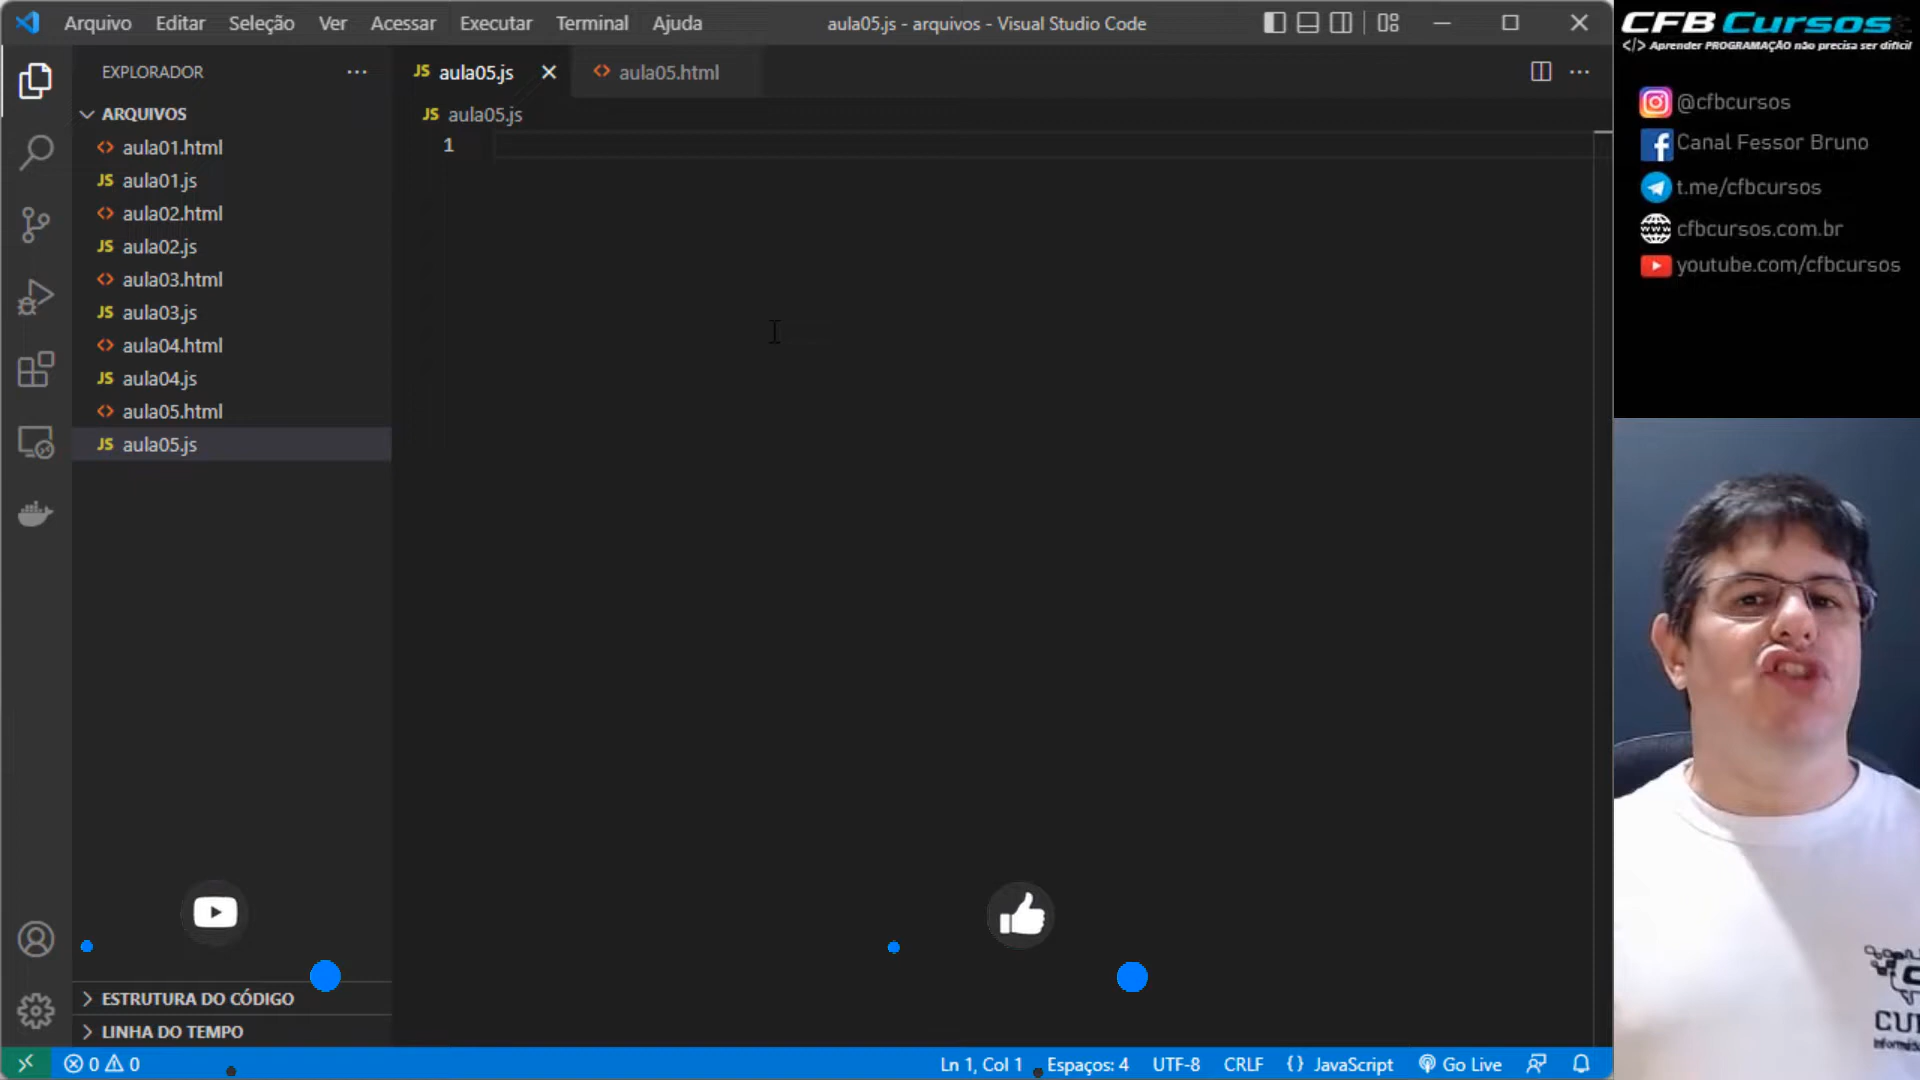 Arquivo Editar Seleção Ver Acessar Executar Terminal Ajuda
aula05.js - arquivos - Visual Studio Code
EXPLORADOR
ARQUIVOS
aula01.html
JS aula01.js
aula02.html
JS aula02.js
aula03.html
JS aula03.js
aula04.html
JS aula04.js
aula05.html
JS aula05.js
ESTRUTURA DO CÓDIGO
LINHA DO TEMPO
JS aula05.js
aula05.html
JS aula05.js
1
0 0
Ln 1, Col 1 Espaços: 4 UTF-8 CRLF {} JavaScript Go Live
CFB Cursos
</> Aprender PROGRAMAÇÃO não precisa ser difícil
@cfbcursos
Canal Fessor Bruno
t.me/cfbcursos
cfbcursos.com.br
youtube.com/cfbcursos